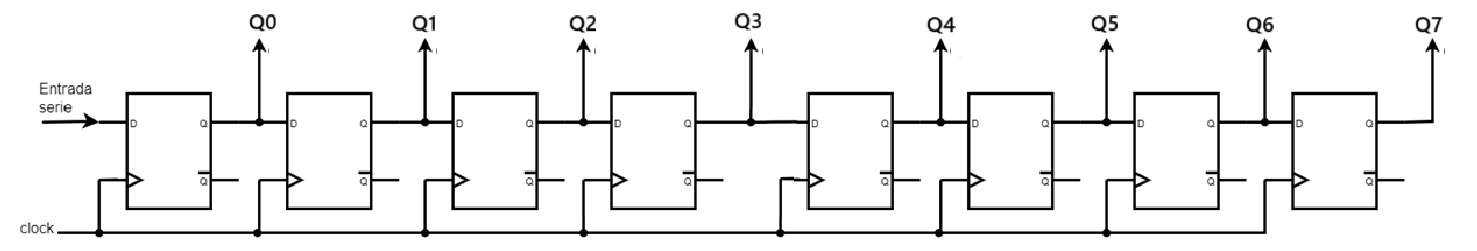 Q0 Q1 Q2 Q3 Q4 Q5 Q6 Q7
Entrada
serie
D Q D Q D Q D Q D Q D Q D Q D Q
Q̅ Q̅ Q̅ Q̅ Q̅ Q̅ Q̅ Q̅
clock